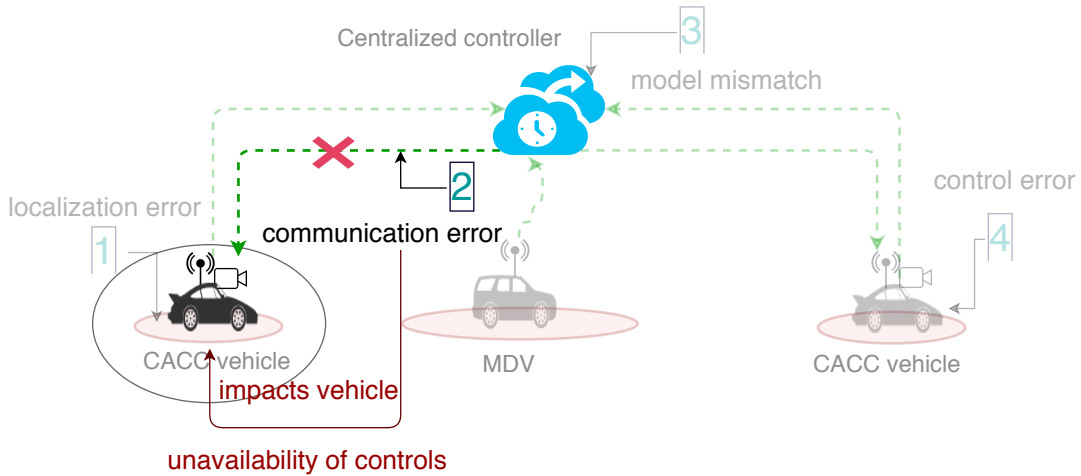 Centralized controller
3
model mismatch
2
control error
localization error
communication error
1
4
CACC vehicle
MDV
CACC vehicle
impacts vehicle
unavailability of controls